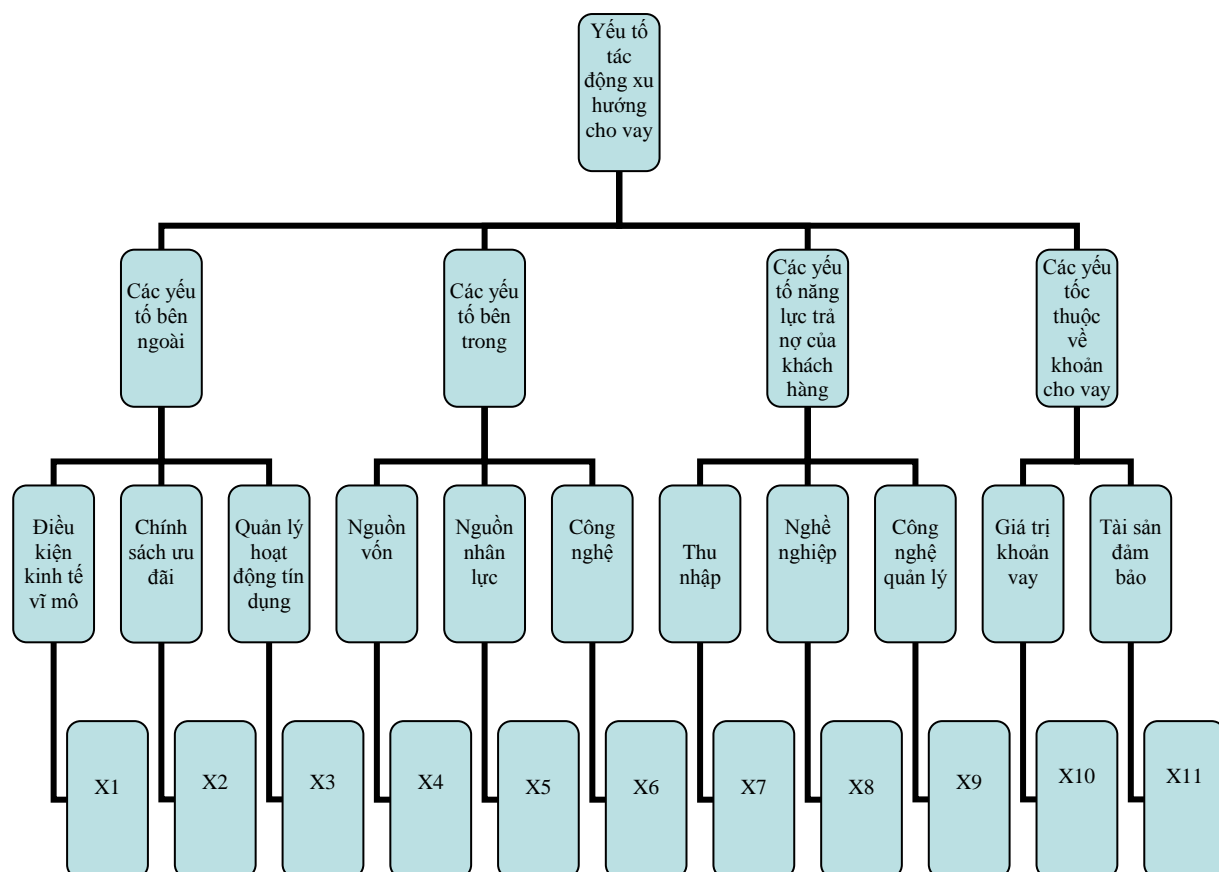 Yếu tố
tác
động xu
hướng
cho vay
Các yếu
tố bên
ngoài
Các yếu
tố bên
trong
Các yếu
tố năng
lực trả
nợ của
khách
hàng
Các yếu
tốc
thuộc
về
khoản
cho vay
Điều
kiện
kinh tế
vĩ mô
Chính
sách ưu
đãi
Quản lý
hoạt
động tín
dụng
Nguồn
vốn
Nguồn
nhân
lực
Công
nghệ
Thu
nhập
Nghề
nghiệp
Công
nghệ
quản lý
Giá trị
khoản
vay
Tài sản
đảm
bảo
X1
X2
X3
X4
X5
X6
X7
X8
X9
X10
X11